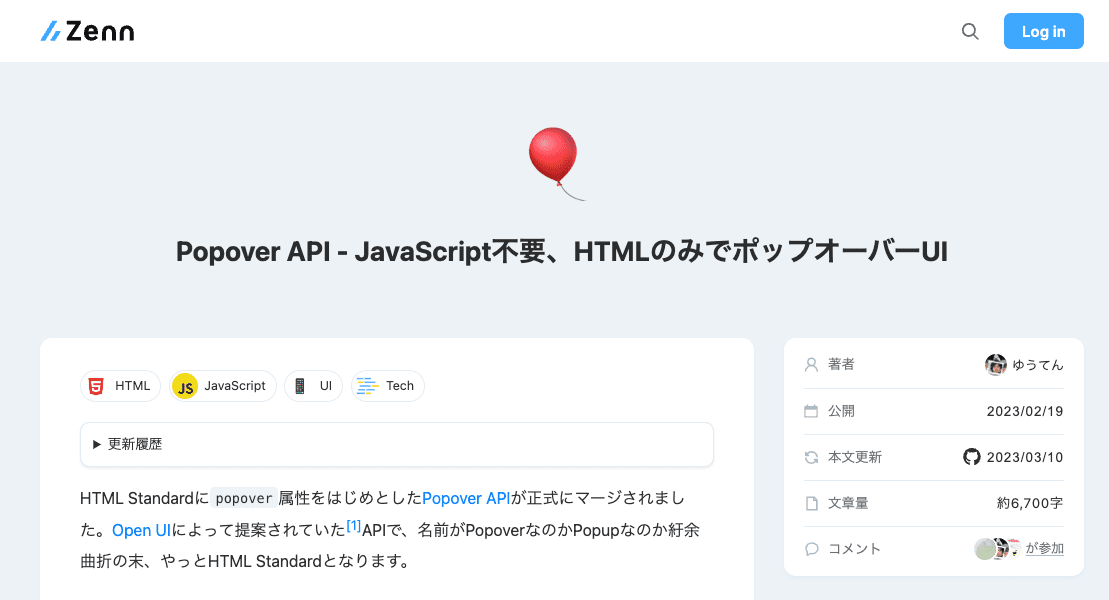 Zenn
Log in
Popover API - JavaScript不要、HTMLのみでポップオーバーUI
HTML
JavaScript
UI
Tech
▶ 更新履歴
HTML Standardにpopover属性をはじめとしたPopover APIが正式にマージされまし
た。Open UIによって提案されていた[1]APIで、名前がPopoverなのかPopupなのか紆余
曲折の末、やっとHTML Standardとなります。
著者 ゆうてん
公開 2023/02/19
本文更新 2023/03/10
文章量 約6,700字
コメント が参加